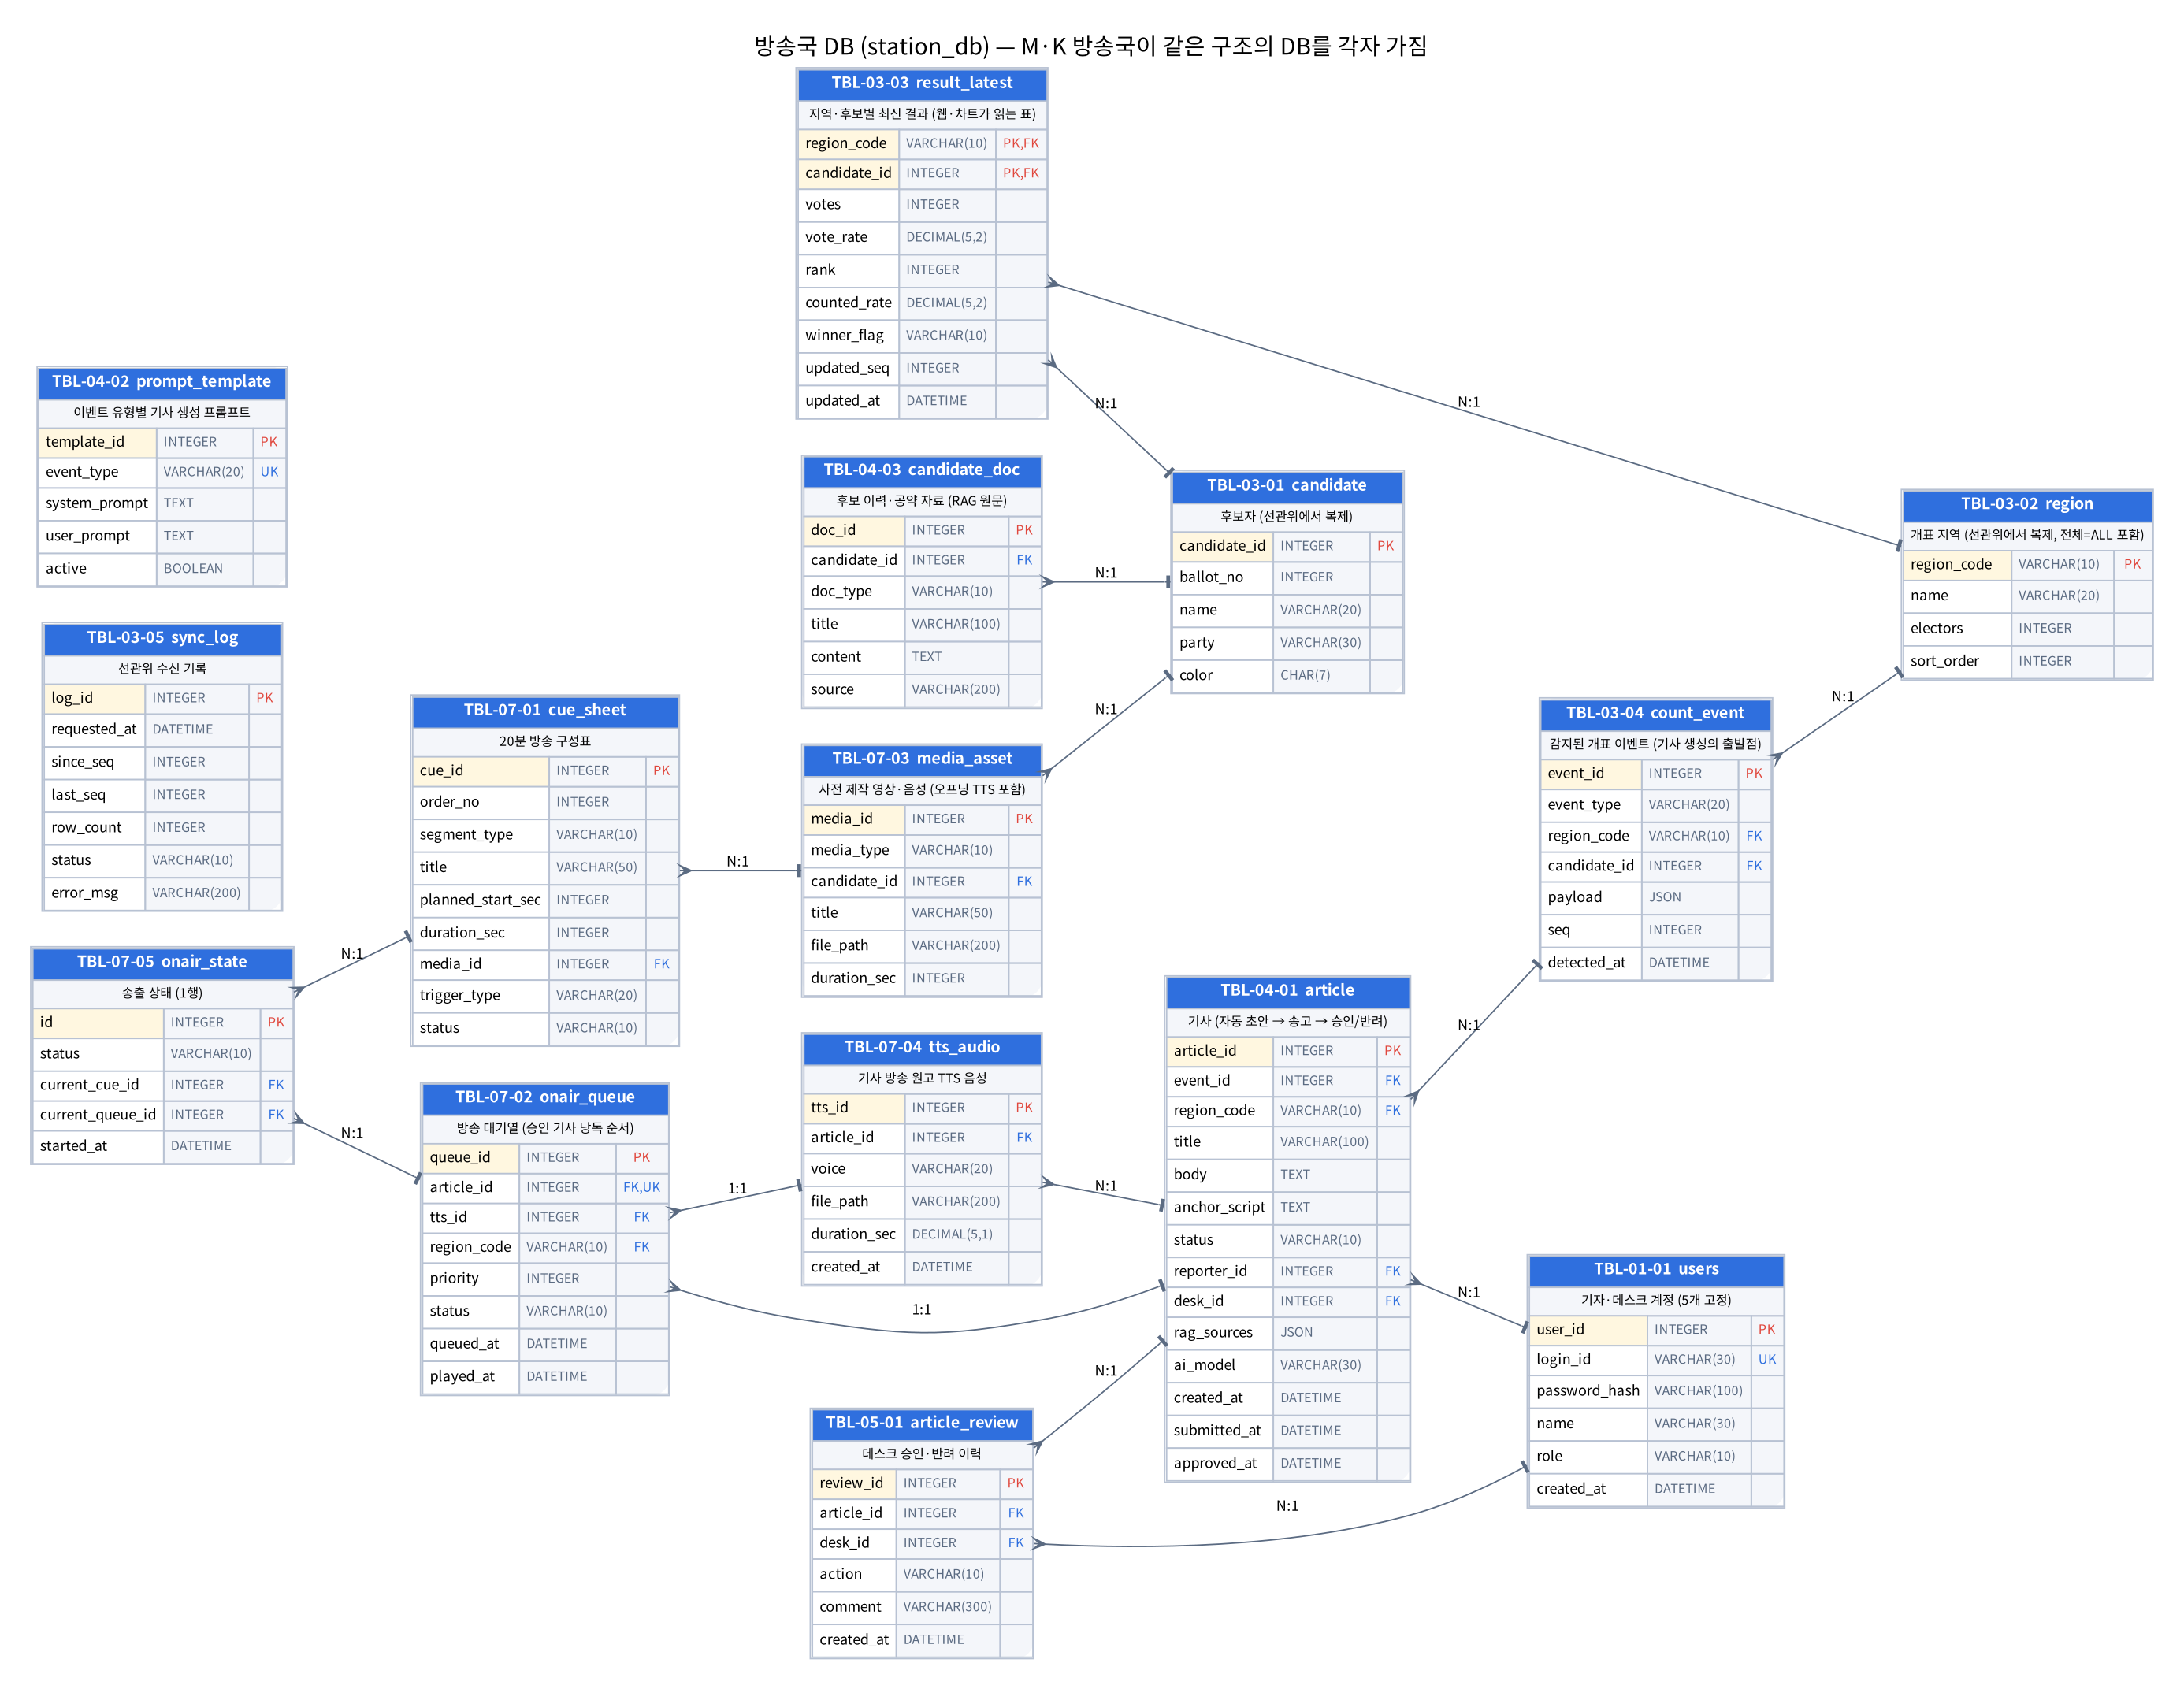 방송국 DB (station_db) — M·K 방송국이 같은 구조의 DB를 각자 가짐
TBL-03-03 result_latest
지역·후보별 최신 결과 (웹·차트가 읽는 표)
region_code VARCHAR(10) PK,FK
candidate_id INTEGER PK,FK
votes INTEGER
vote_rate DECIMAL(5,2)
rank INTEGER
counted_rate DECIMAL(5,2)
winner_flag VARCHAR(10)
updated_seq INTEGER
updated_at DATETIME
N:1
N:1
TBL-04-02 prompt_template
이벤트 유형별 기사 생성 프롬프트
template_id INTEGER PK
event_type VARCHAR(20) UK
system_prompt TEXT
user_prompt TEXT
active BOOLEAN
TBL-04-03 candidate_doc
후보 이력·공약 자료 (RAG 원문)
doc_id INTEGER PK
candidate_id INTEGER FK
doc_type VARCHAR(10)
title VARCHAR(100)
content TEXT
source VARCHAR(200)
N:1
TBL-03-01 candidate
후보자 (선관위에서 복제)
candidate_id INTEGER PK
ballot_no INTEGER
name VARCHAR(20)
party VARCHAR(30)
color CHAR(7)
TBL-03-02 region
개표 지역 (선관위에서 복제, 전체=ALL 포함)
region_code VARCHAR(10) PK
name VARCHAR(20)
electors INTEGER
sort_order INTEGER
TBL-03-05 sync_log
선관위 수신 기록
log_id INTEGER PK
requested_at DATETIME
since_seq INTEGER
last_seq INTEGER
row_count INTEGER
status VARCHAR(10)
error_msg VARCHAR(200)
TBL-07-01 cue_sheet
20분 방송 구성표
cue_id INTEGER PK
order_no INTEGER
segment_type VARCHAR(10)
title VARCHAR(50)
planned_start_sec INTEGER
duration_sec INTEGER
media_id INTEGER FK
trigger_type VARCHAR(20)
status VARCHAR(10)
N:1
TBL-07-03 media_asset
사전 제작 영상·음성 (오프닝 TTS 포함)
media_id INTEGER PK
media_type VARCHAR(10)
candidate_id INTEGER FK
title VARCHAR(50)
file_path VARCHAR(200)
duration_sec INTEGER
N:1
TBL-03-04 count_event
감지된 개표 이벤트 (기사 생성의 출발점)
event_id INTEGER PK
event_type VARCHAR(20)
region_code VARCHAR(10) FK
candidate_id INTEGER FK
payload JSON
seq INTEGER
detected_at DATETIME
N:1
TBL-07-05 onair_state
송출 상태 (1행)
id INTEGER PK
status VARCHAR(10)
current_cue_id INTEGER FK
current_queue_id INTEGER FK
started_at DATETIME
N:1
N:1
TBL-07-02 onair_queue
방송 대기열 (승인 기사 낭독 순서)
queue_id INTEGER PK
article_id INTEGER FK,UK
tts_id INTEGER FK
region_code VARCHAR(10) FK
priority INTEGER
status VARCHAR(10)
queued_at DATETIME
played_at DATETIME
1:1
1:1
TBL-07-04 tts_audio
기사 방송 원고 TTS 음성
tts_id INTEGER PK
article_id INTEGER FK
voice VARCHAR(20)
file_path VARCHAR(200)
duration_sec DECIMAL(5,1)
created_at DATETIME
N:1
TBL-04-01 article
기사 (자동 초안 → 송고 → 승인/반려)
article_id INTEGER PK
event_id INTEGER FK
region_code VARCHAR(10) FK
title VARCHAR(100)
body TEXT
anchor_script TEXT
status VARCHAR(10)
reporter_id INTEGER FK
desk_id INTEGER FK
rag_sources JSON
ai_model VARCHAR(30)
created_at DATETIME
submitted_at DATETIME
approved_at DATETIME
N:1
N:1
TBL-01-01 users
기자·데스크 계정 (5개 고정)
user_id INTEGER PK
login_id VARCHAR(30) UK
password_hash VARCHAR(100)
name VARCHAR(30)
role VARCHAR(10)
created_at DATETIME
TBL-05-01 article_review
데스크 승인·반려 이력
review_id INTEGER PK
article_id INTEGER FK
desk_id INTEGER FK
action VARCHAR(10)
comment VARCHAR(300)
created_at DATETIME
N:1
N:1